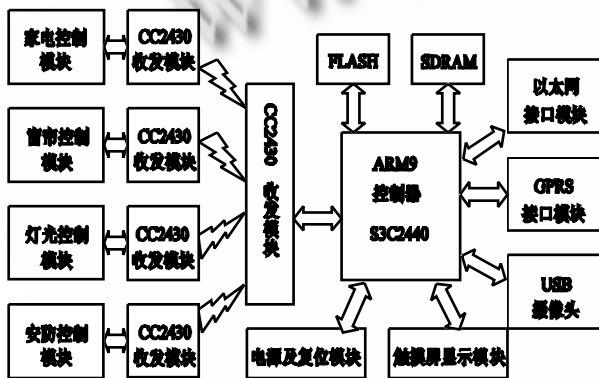 家电控制
模块
CC2430
收发模块
窗帘控制
模块
CC2430
收发模块
灯光控制
模块
CC2430
收发模块
安防控制
模块
CC2430
收发模块
CC2430 收发模块
FLASH
SDRAM
ARM9
控制器
S3C2440
以太网
接口模块
GPRS
接口模块
USB
摄像头
电源及复位模块
触摸屏显示模块